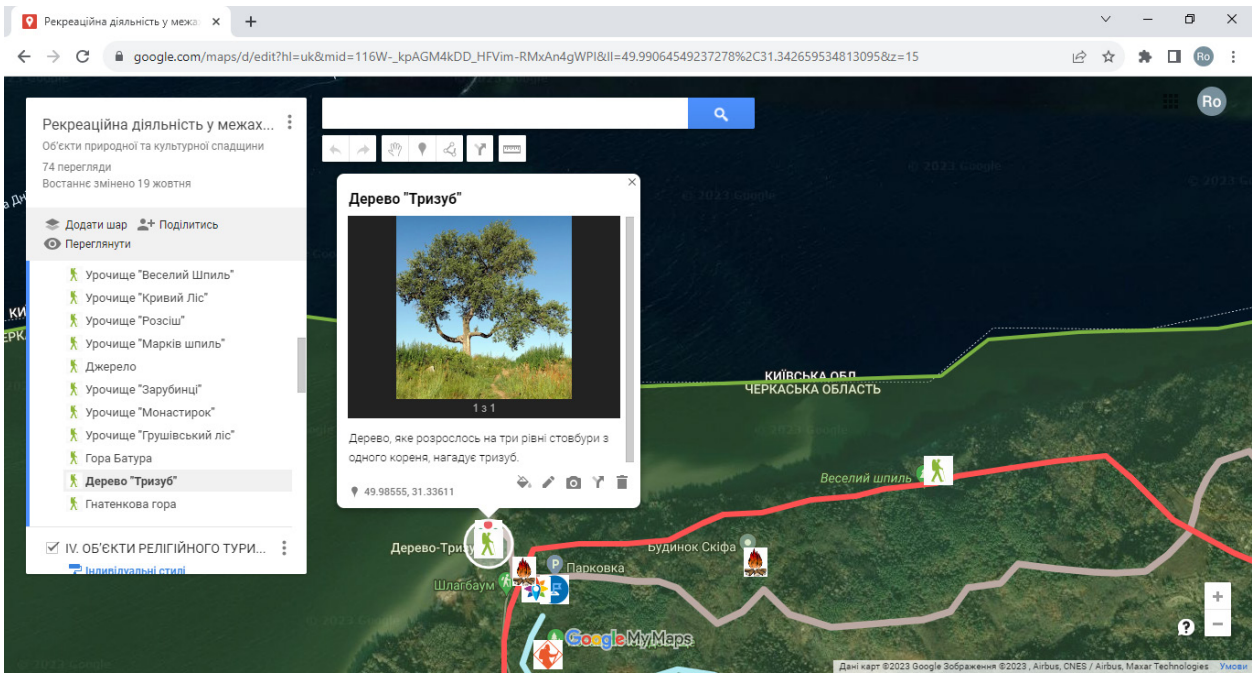 Рекреаційна діяльність у межа
google.com/maps/d/edit?hl=uk&mid=116W-_kpAGM4kDD_HFVim-RMxAn4gWPI&ll=49.99064549237278%2C31.342659534813095&z=15
Ro
Рекреаційна діяльність у межах...
Об'єкти природної та культурної спадщини
74 перегляди
Востаннє змінено 19 жовтня
Додати шар
Поділитись
Переглянути
Урочище "Веселий Шпиль"
Урочище "Кривий Ліс"
Урочище "Розсіш"
Урочище "Марків шпиль"
Джерело
Урочище "Зарубинці"
Урочище "Монастирок"
Урочище "Грушівський ліс"
Гора Батура
Дерево "Тризуб"
Гнатенкова гора
IV. ОБ'ЄКТИ РЕЛІГІЙНОГО ТУРИ...
Індивідуальні стилі
Дерево "Тризуб"
1 з 1
Дерево, яке розрослось на три рівні стовбури з
одного кореня, нагадує тризуб.
49.98555, 31.33611
Ro
© 2023 Google
КИЇВСЬКА ОБЛ
ЧЕРКАСЬКА ОБЛАСТЬ
Веселий шпиль
Дерево-Тризу
Будинок Скіфа
P Парковка
Шлагбаум
Google My Maps
Дані карт ©2023 Google Зображення ©2023 , Airbus, CNES / Airbus, Maxar Technologies Умови